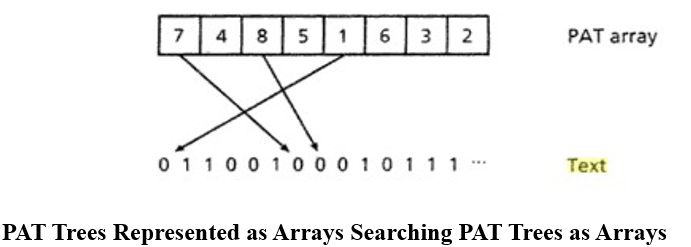 7 4 8 5 1 6 3 2 PAT array
0 1 1 0 0 1 0 0 0 1 0 1 1 1 ... Text
PAT Trees Represented as Arrays Searching PAT Trees as Arrays